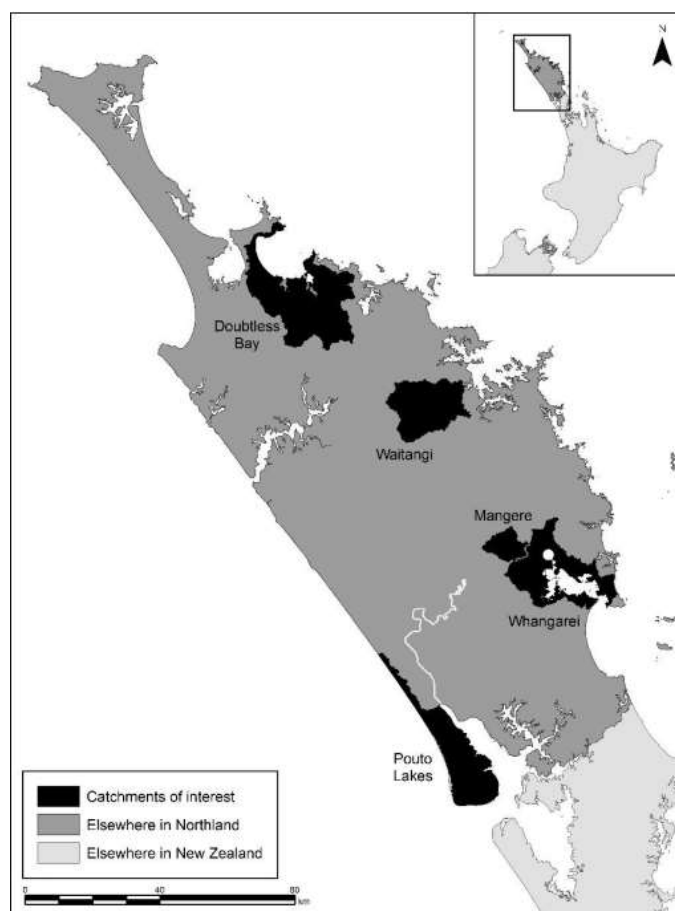 N
Doubtless
Bay
Waitangi
Mangere
Whangarei
Pouto
Lakes
Catchments of interest
Elsewhere in Northland
Elsewhere in New Zealand
0 40 80
km